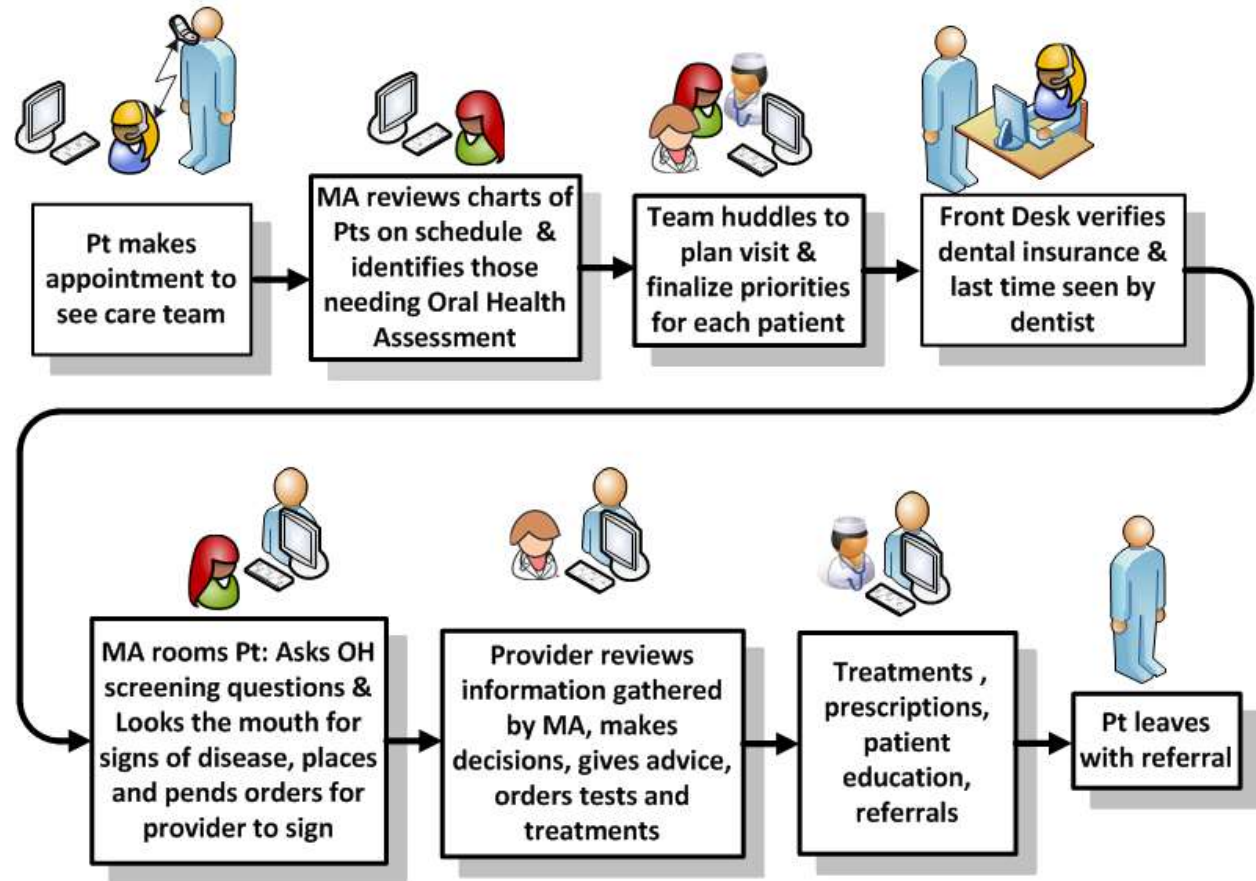 Pt makes
appointment to
see care team
MA reviews charts of
Pts on schedule &
identifies those
needing Oral Health
Assessment
Team huddles to
plan visit &
finalize priorities
for each patient
Front Desk verifies
dental insurance &
last time seen by
dentist
MA rooms Pt: Asks OH
screening questions &
Looks the mouth for
signs of disease, places
and pends orders for
provider to sign
Provider reviews
information gathered
by MA, makes
decisions, gives advice,
orders tests and
treatments
Treatments ,
prescriptions,
patient
education,
referrals
Pt leaves
with referral